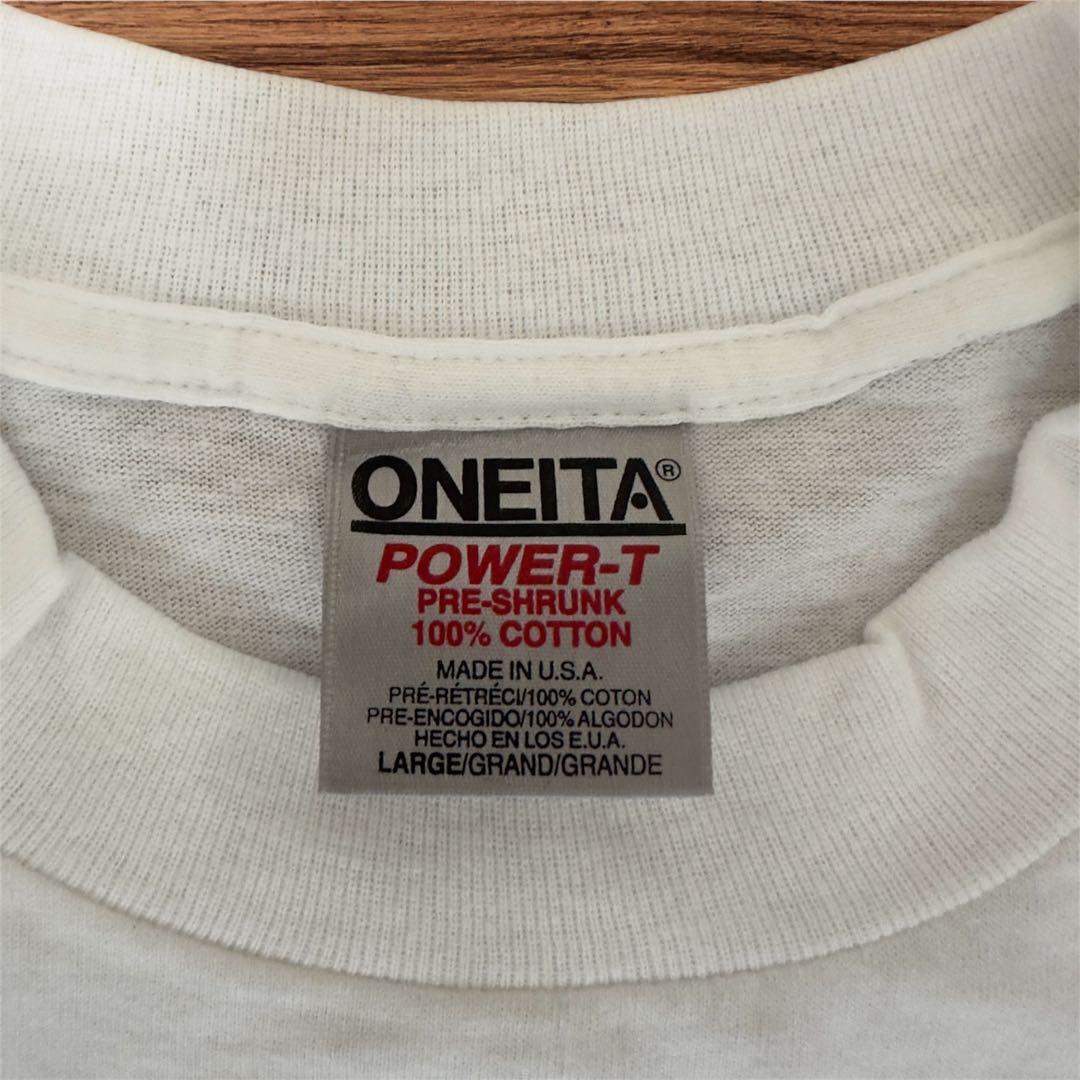 ONEITA®
POWER-T
PRE-SHRUNK
100% COTTON
MADE IN U.S.A.
PRÉ-RÉTRÉCI/100% COTON
PRE-ENCOGIDO/100% ALGODON
HECHO EN LOS E.U.A.
LARGE/GRAND/GRANDE